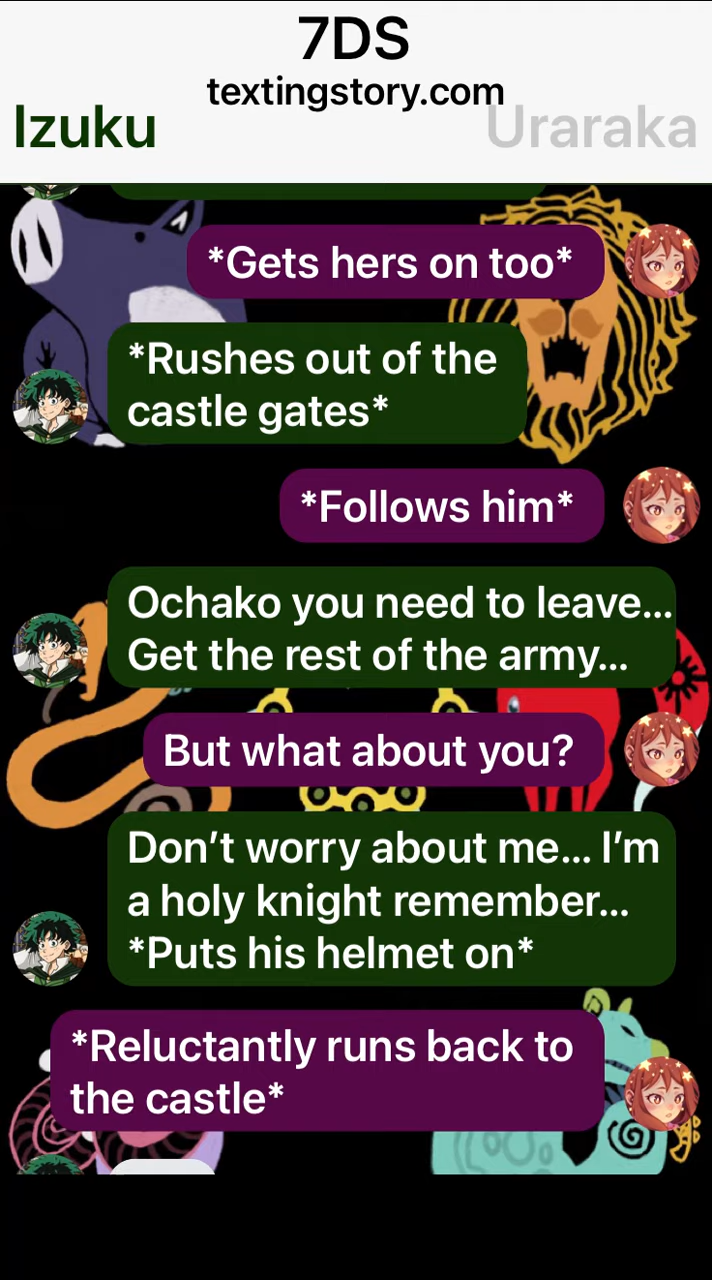 7DS
textingstory.com
Izuku
Uraraka
*Gets hers on too*
*Rushes out of the
castle gates*
*Follows him*
Ochako you need to leave...
Get the rest of the army...
But what about you?
Don’t worry about me... I’m
a holy knight remember...
*Puts his helmet on*
*Reluctantly runs back to
the castle*